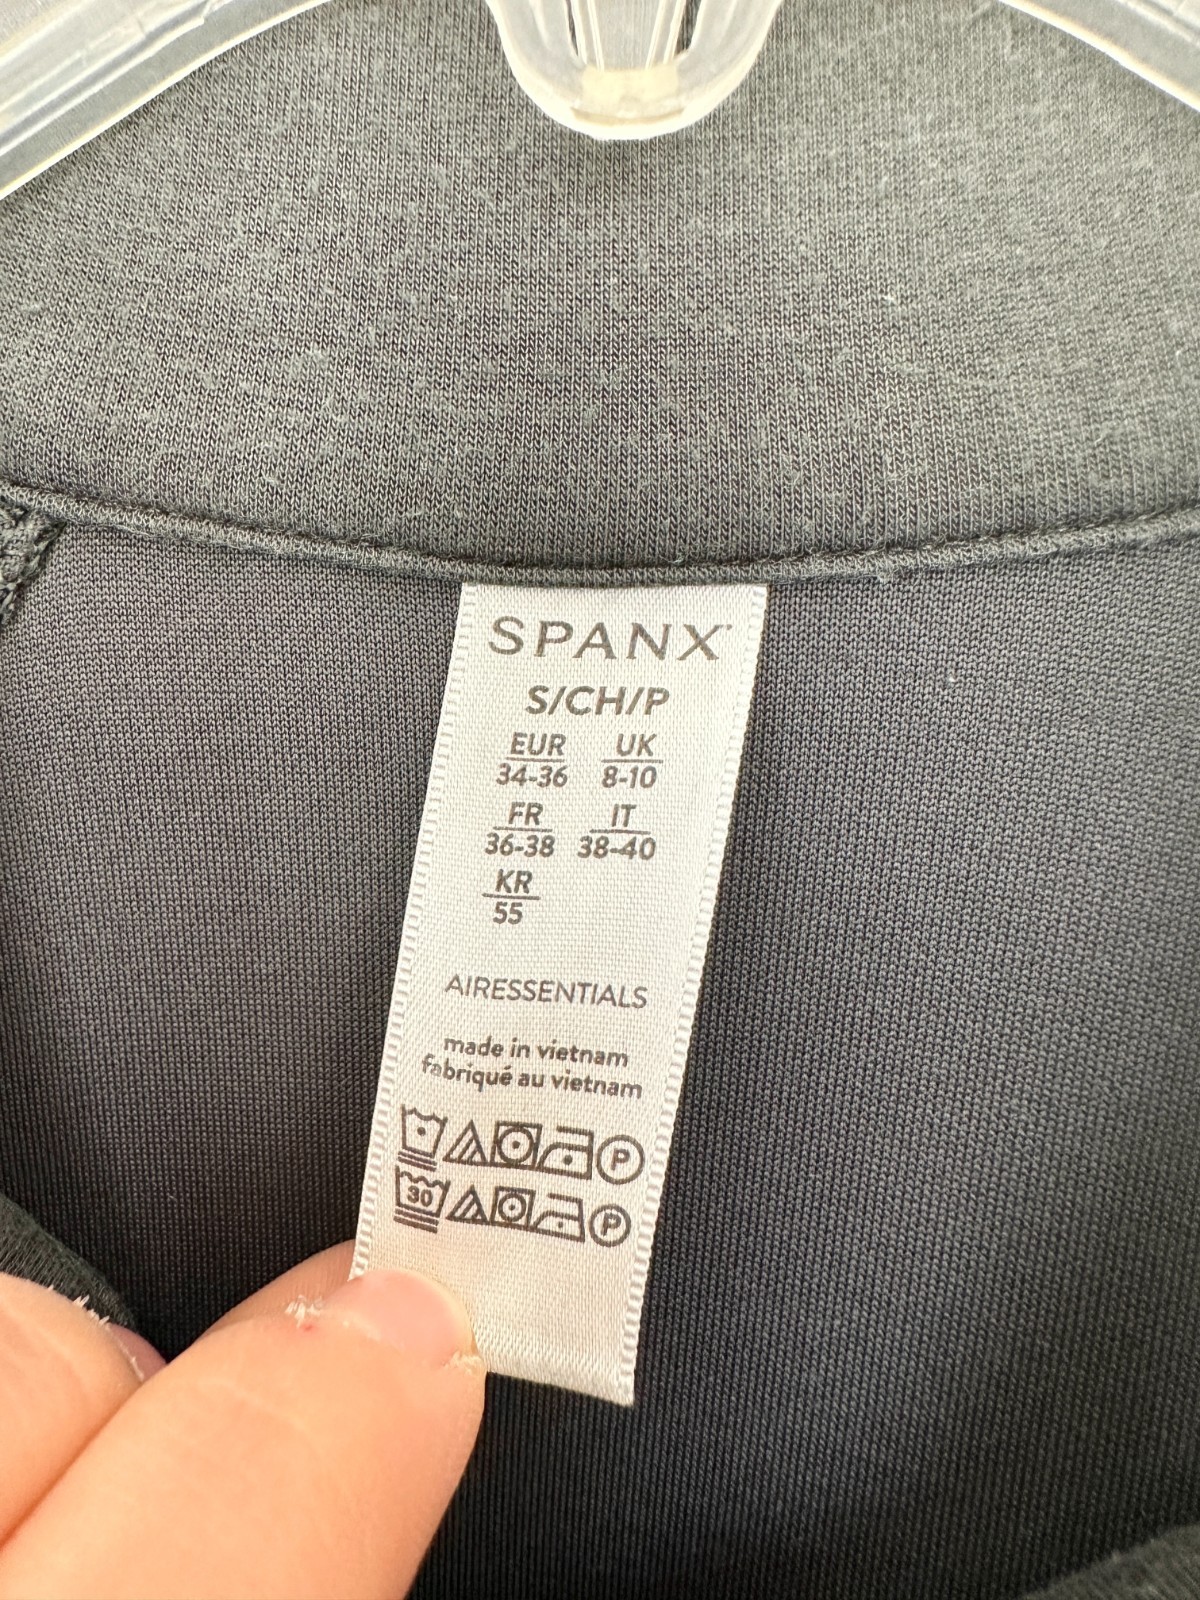 SPANX
S/CH/P
EUR UK
34-36 8-10
FR IT
36-38 38-40
KR
55
AIRESSENTIALS
made in vietnam
fabriqué au vietnam
P
30 P